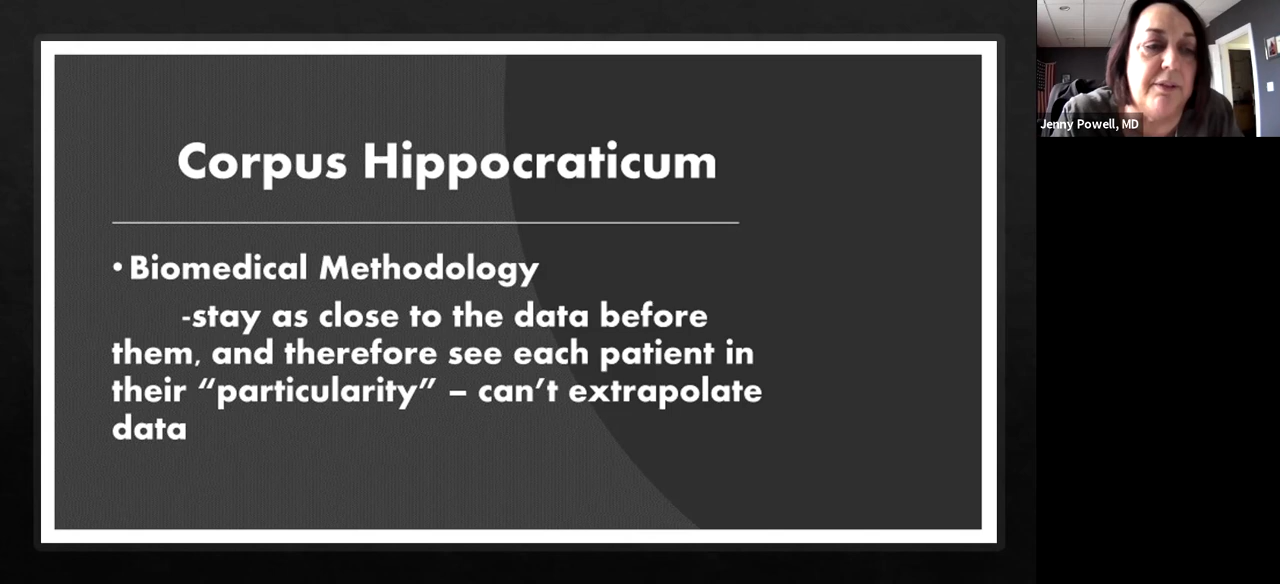 Corpus Hippocraticum
• Biomedical Methodology
-stay as close to the data before
them, and therefore see each patient in
their “particularity” – can’t extrapolate
data
Jenny Powell, MD